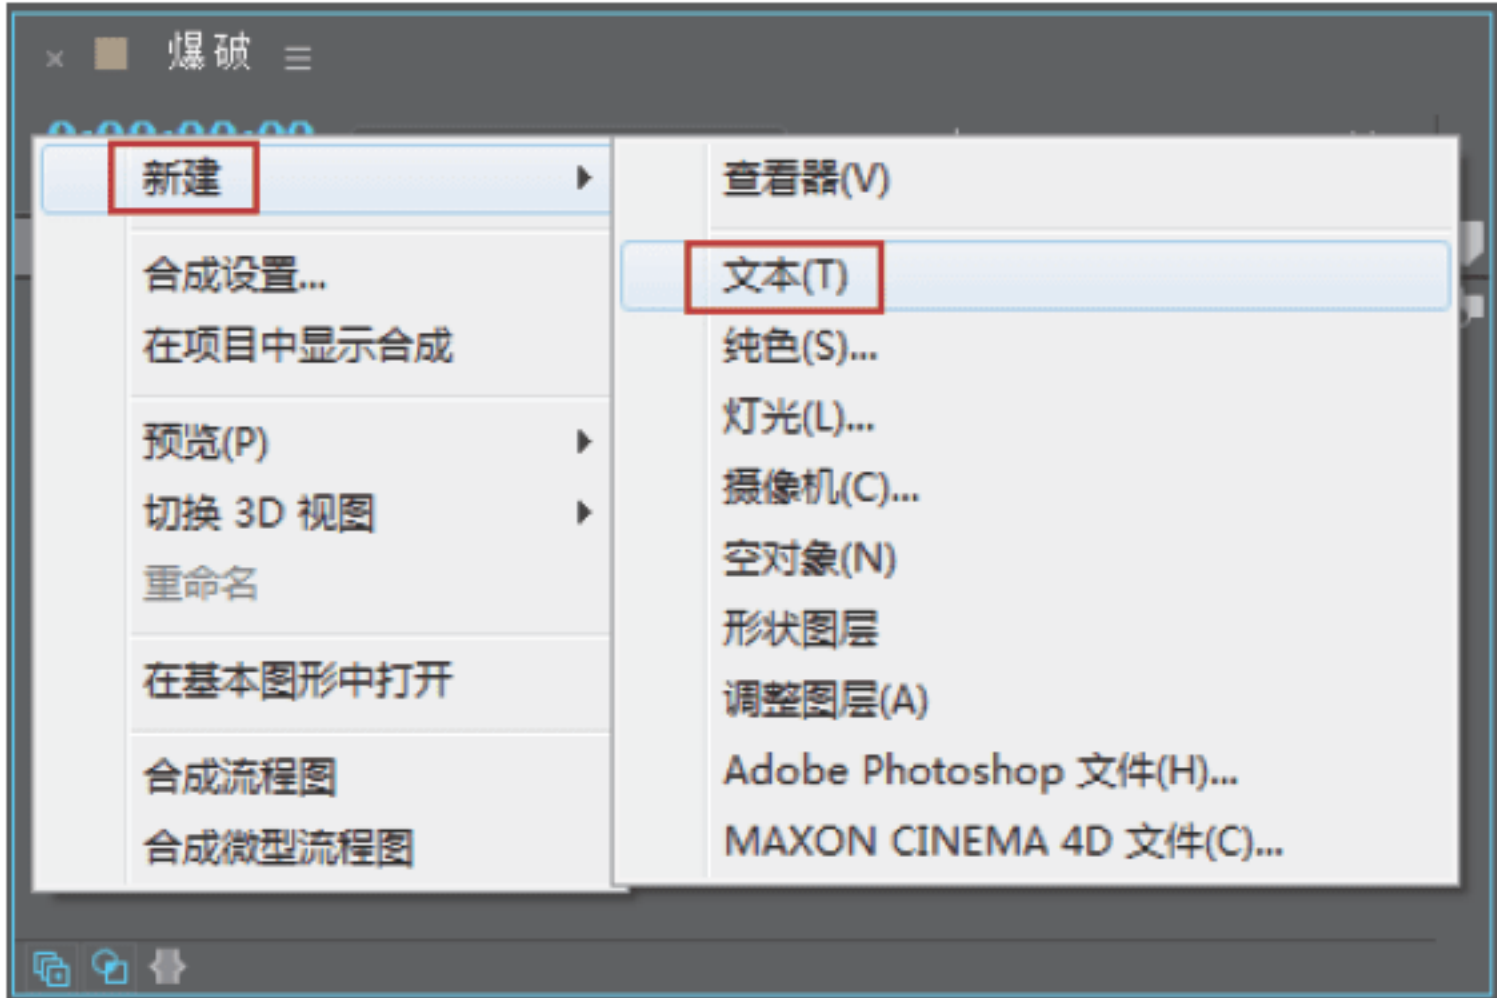 爆破
0:00:00:00
新建
合成设置...
在项目中显示合成
预览(P)
切换 3D 视图
重命名
在基本图形中打开
合成流程图
合成微型流程图
查看器(V)
文本(T)
纯色(S)...
灯光(L)...
摄像机(C)...
空对象(N)
形状图层
调整图层(A)
Adobe Photoshop 文件(H)...
MAXON CINEMA 4D 文件(C)...